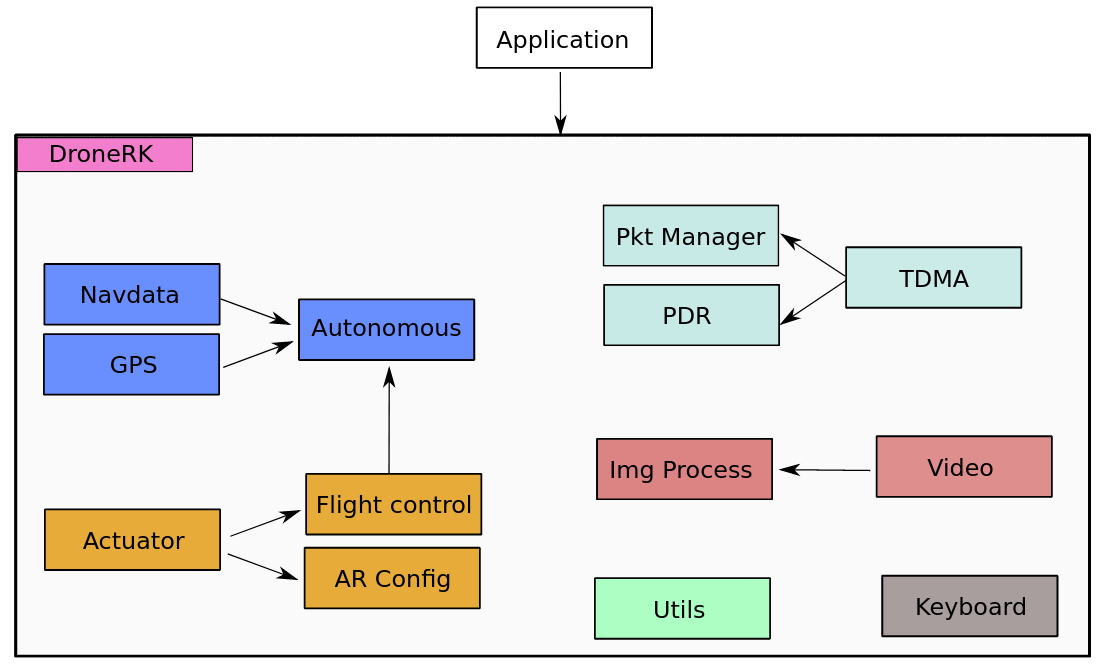 Application
DroneRK
Pkt Manager
TDMA
Navdata
PDR
Autonomous
GPS
Img Process
Video
Flight control
Actuator
AR Config
Utils
Keyboard